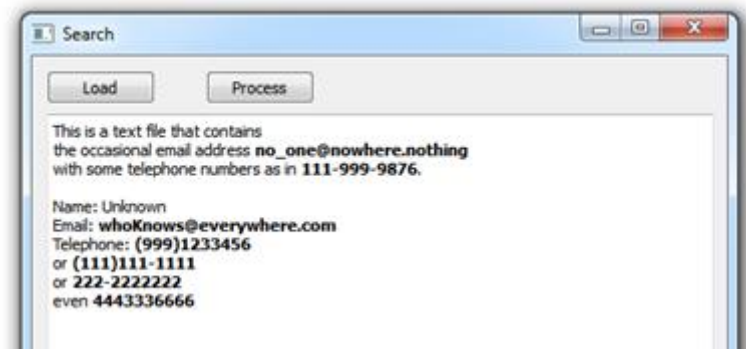 Search
Load Process
This is a text file that contains
the occasional email address no_one@nowhere.nothing
with some telephone numbers as in 111-999-9876.
Name: Unknown
Email: whoKnows@everywhere.com
Telephone: (999)1233456
or (111)111-1111
or 222-2222222
even 4443336666